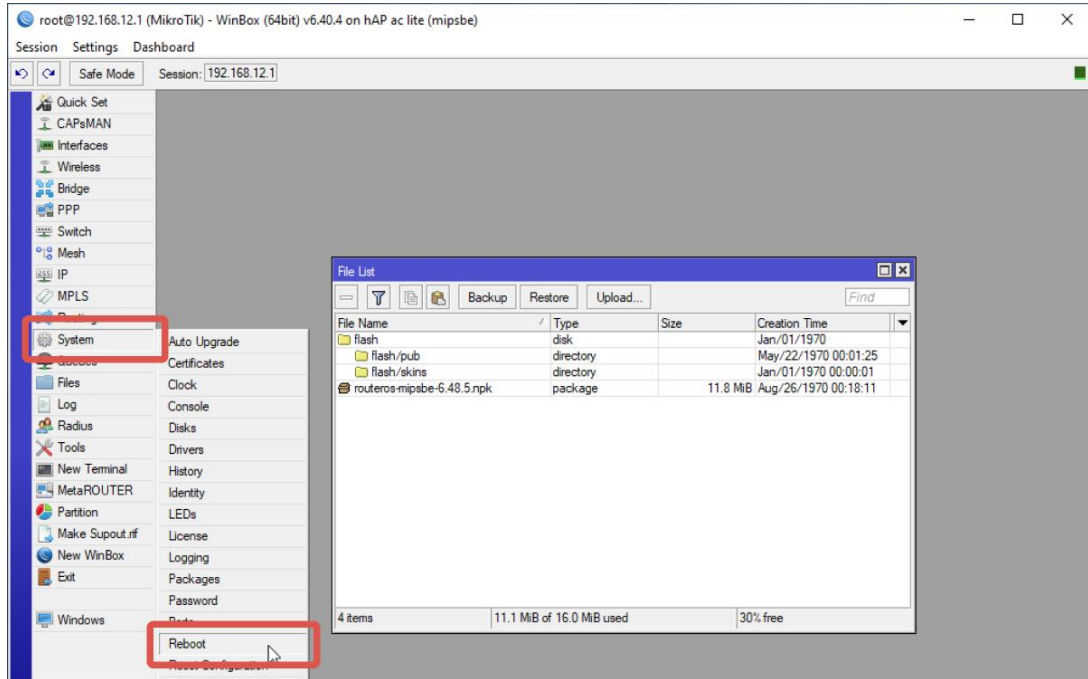 root@192.168.12.1 (MikroTik) - WinBox (64bit) v6.40.4 on hAP ac lite (mipsbe)
Session Settings Dashboard
Safe Mode Session: 192.168.12.1
Quick Set
CAPsMAN
Interfaces
Wireless
Bridge
PPP
Switch
Mesh
IP
MPLS
Routing
System
Queues
Files
Log
Radius
Tools
New Terminal
MetaROUTER
Partition
Make Supout.rif
New WinBox
Exit
Windows
Auto Upgrade
Certificates
Clock
Console
Disks
Drivers
History
Identity
LEDs
License
Logging
Packages
Password
Ports
Reboot
Reset Configuration
File List
Backup Restore Upload... Find
File Name Type Size Creation Time
flash disk Jan/01/1970
flash/pub directory May/22/1970 00:01:25
flash/skins directory Jan/01/1970 00:00:01
routeros-mipsbe-6.48.5.npk package 11.8 MiB Aug/26/1970 00:18:11
4 items 11.1 MiB of 16.0 MiB used 30% free